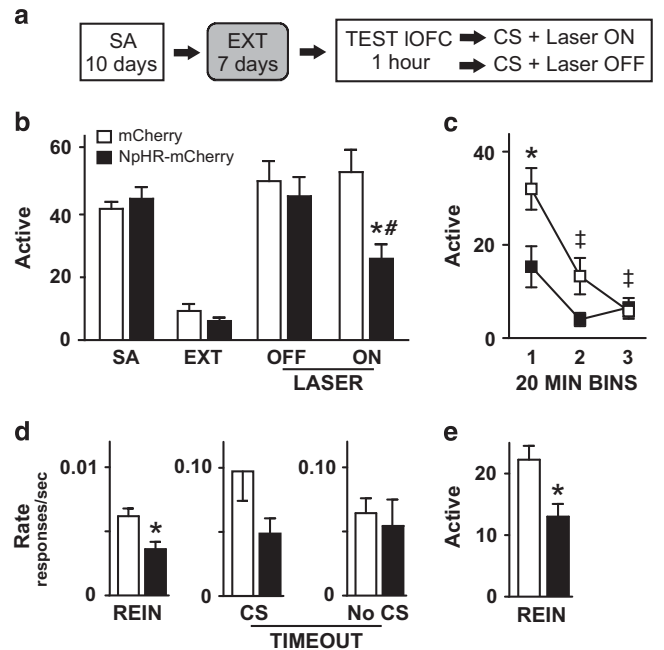 a
SA
10 days
EXT
7 days
TEST lOFC
1 hour
CS + Laser ON
CS + Laser OFF
b
mCherry
NpHR-mCherry
Active
60
40
20
0
*#
SA
EXT
OFF
ON
LASER
c
40
20
0
*
‡
‡
1
2
3
20 MIN BINS
d
Rate
responses/sec
0.01
0
*
REIN
0.10
0
CS
0.10
0
No CS
TIMEOUT
e
Active
20
10
0
*
REIN